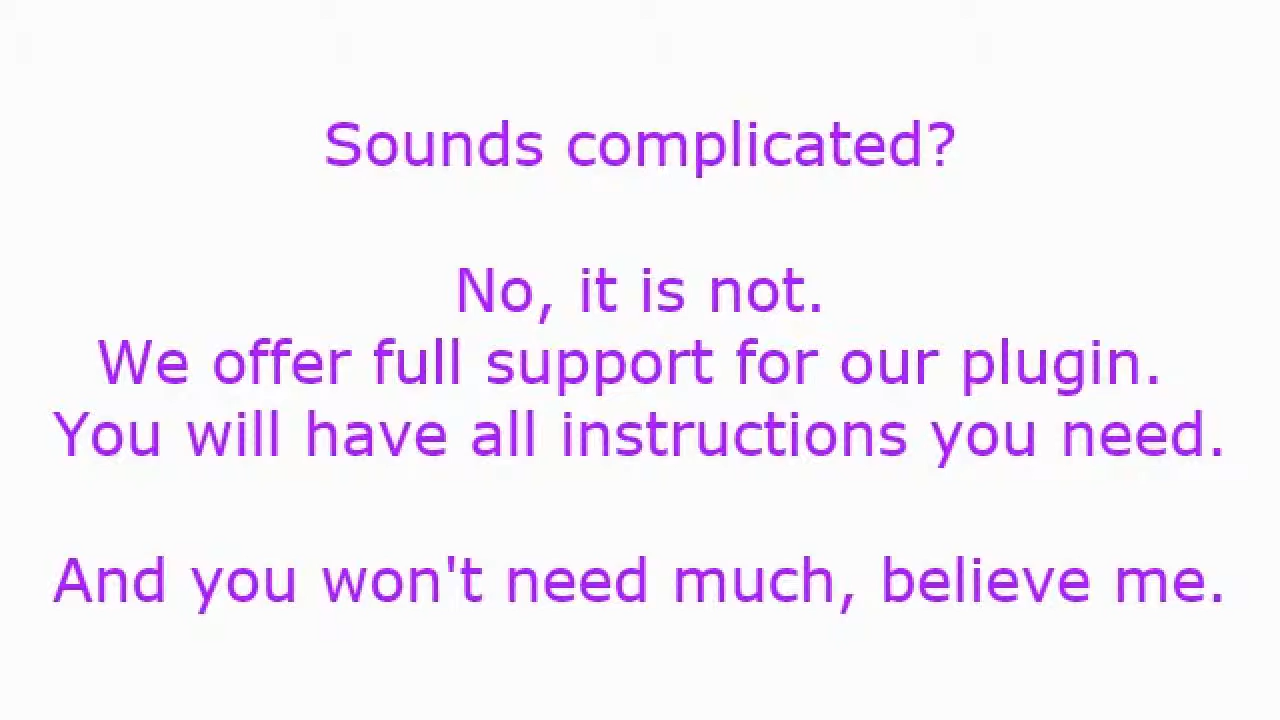 Sounds complicated?
No, it is not.
We offer full support for our plugin.
You will have all instructions you need.
And you won't need much, believe me.